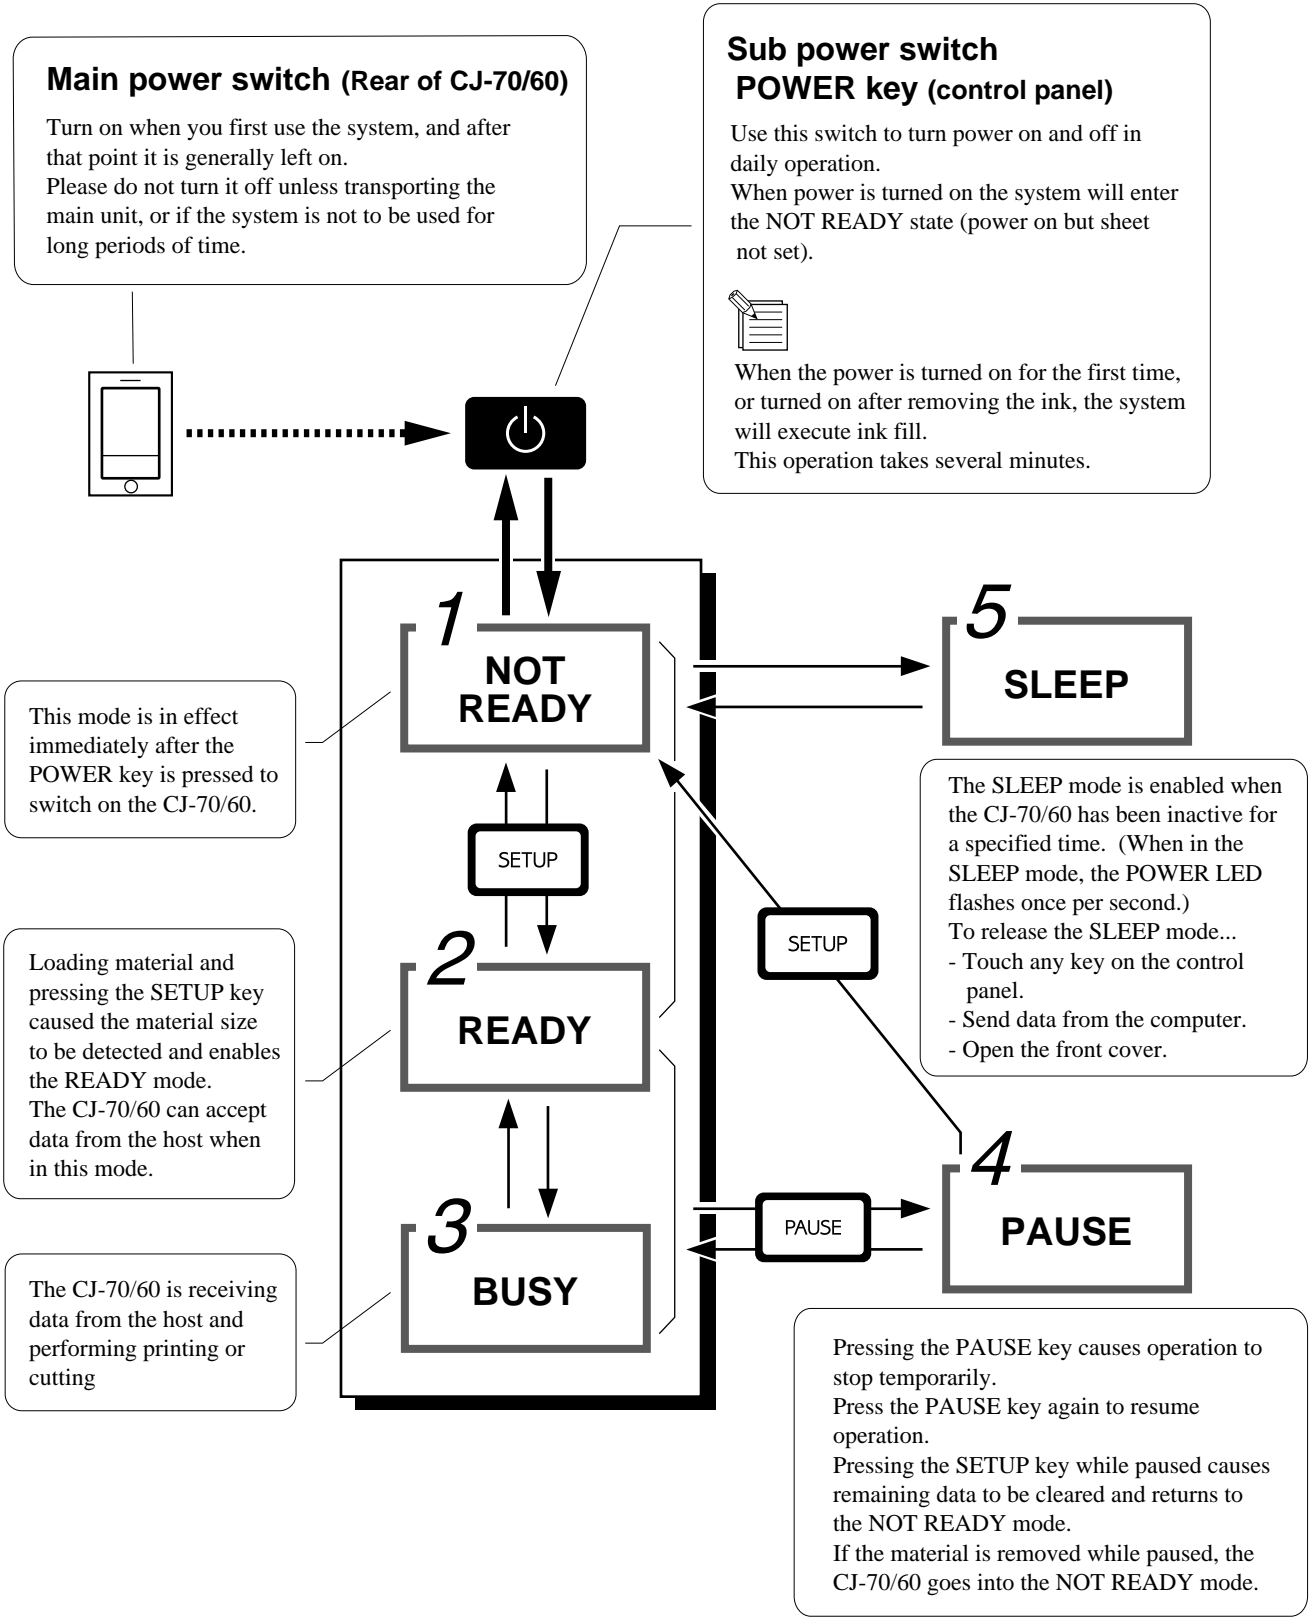 Main power switch (Rear of CJ-70/60)
Turn on when you first use the system, and after
that point it is generally left on.
Please do not turn it off unless transporting the
main unit, or if the system is not to be used for
long periods of time.
Sub power switch
POWER key (control panel)
Use this switch to turn power on and off in
daily operation.
When power is turned on the system will enter
the NOT READY state (power on but sheet
not set).
When the power is turned on for the first time,
or turned on after removing the ink, the system
will execute ink fill.
This operation takes several minutes.
1
NOT
READY
This mode is in effect
immediately after the
POWER key is pressed to
switch on the CJ-70/60.
5
SLEEP
The SLEEP mode is enabled when
the CJ-70/60 has been inactive for
a specified time.  (When in the
SLEEP mode, the POWER LED
flashes once per second.)
To release the SLEEP mode...
- Touch any key on the control
panel.
- Send data from the computer.
- Open the front cover.
SETUP
SETUP
2
READY
Loading material and
pressing the SETUP key
caused the material size
to be detected and enables
the READY mode.
The CJ-70/60 can accept
data from the host when
in this mode.
3
BUSY
The CJ-70/60 is receiving
data from the host and
performing printing or
cutting
PAUSE
4
PAUSE
Pressing the PAUSE key causes operation to
stop temporarily.
Press the PAUSE key again to resume
operation.
Pressing the SETUP key while paused causes
remaining data to be cleared and returns to
the NOT READY mode.
If the material is removed while paused, the
CJ-70/60 goes into the NOT READY mode.